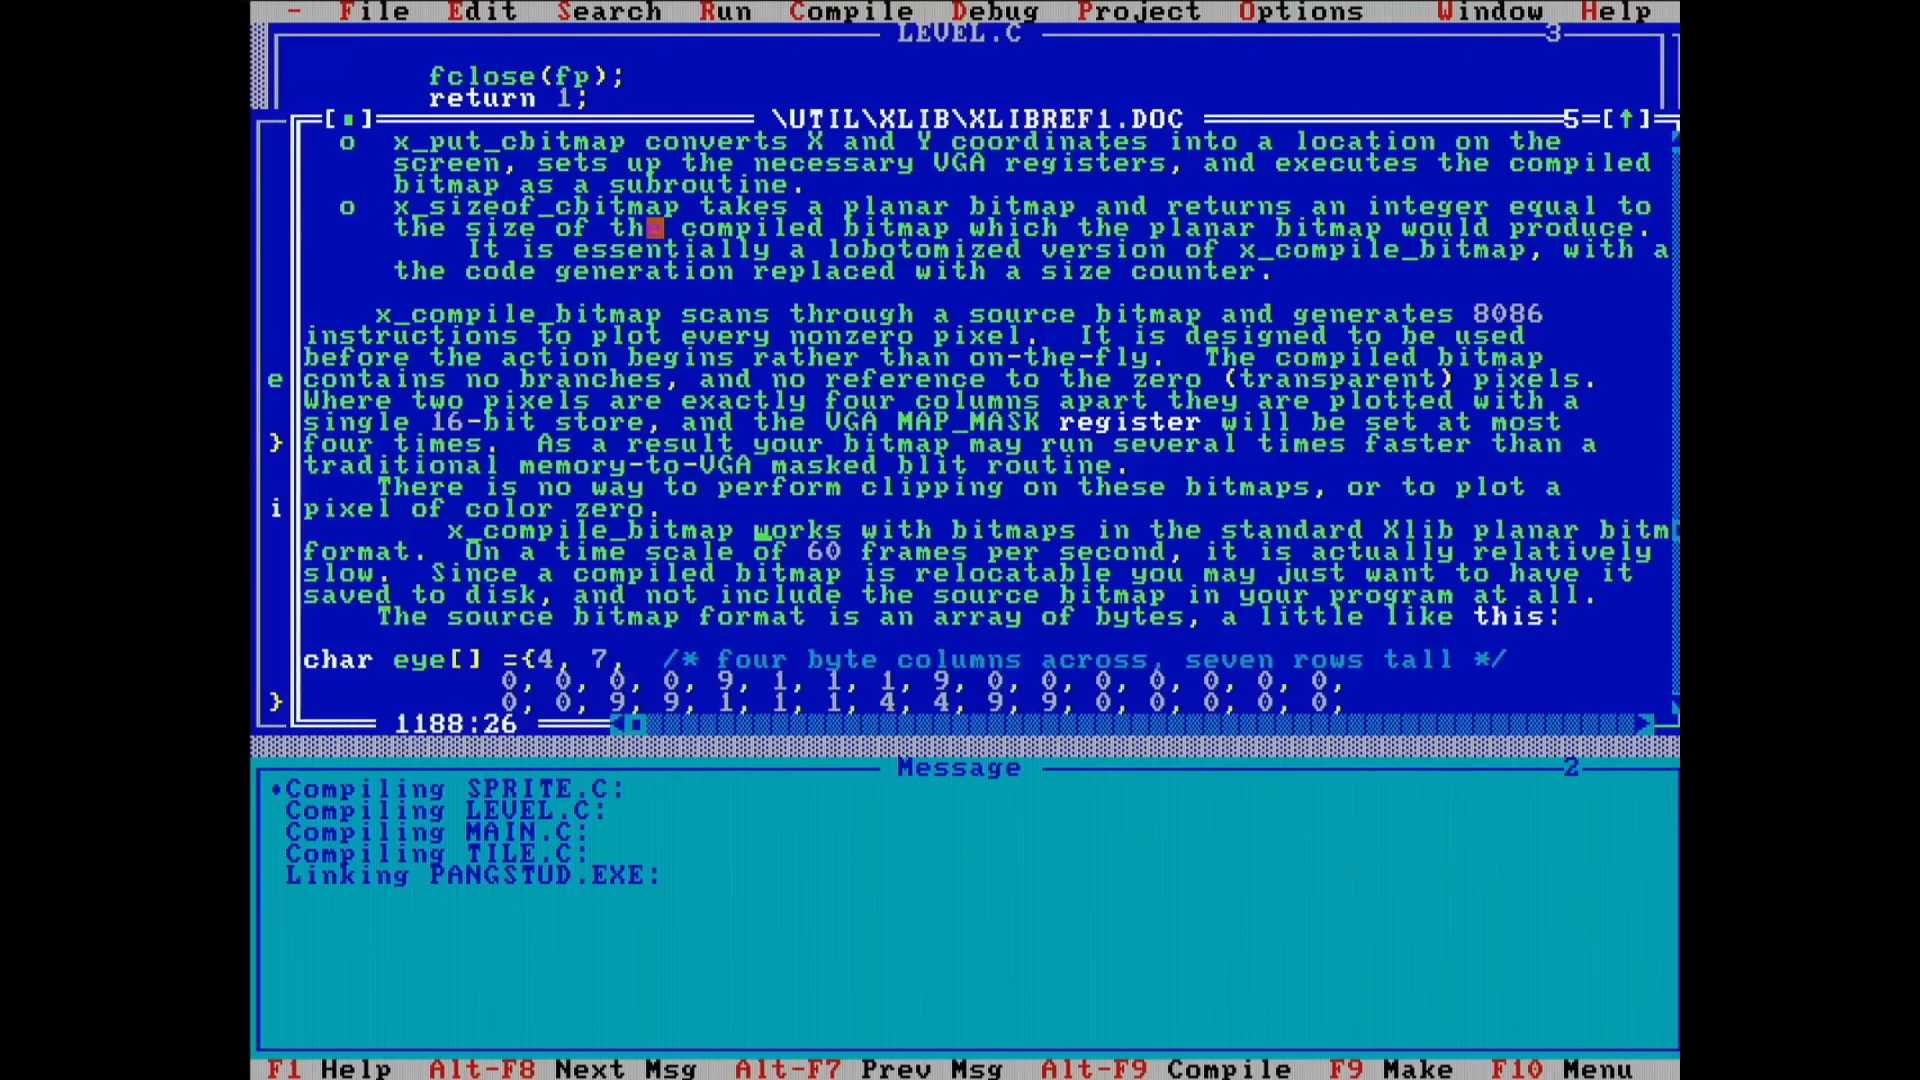 - File Edit Search Run Compile Debug Project Options Window Help
LEVEL.C 3
fclose(fp);
return 1;
[■] \UTIL\XLIB\XLIBREF1.DOC 5=[↑]
o x_put_cbitmap converts X and Y coordinates into a location on the
screen, sets up the necessary VGA registers, and executes the compiled
bitmap as a subroutine.
o x_sizeof_cbitmap takes a planar bitmap and returns an integer equal to
the size of the compiled bitmap which the planar bitmap would produce.
It is essentially a lobotomized version of x_compile_bitmap, with a
the code generation replaced with a size counter.
x_compile_bitmap scans through a source bitmap and generates 8086
instructions to plot every nonzero pixel. It is designed to be used
before the action begins rather than on-the-fly. The compiled bitmap
e contains no branches, and no reference to the zero (transparent) pixels.
Where two pixels are exactly four columns apart they are plotted with a
single 16-bit store, and the VGA MAP_MASK register will be set at most
} four times. As a result your bitmap may run several times faster than a
traditional memory-to-VGA masked blit routine.
There is no way to perform clipping on these bitmaps, or to plot a
i pixel of color zero.
x_compile_bitmap works with bitmaps in the standard Xlib planar bitm
format. On a time scale of 60 frames per second, it is actually relatively
slow. Since a compiled bitmap is relocatable you may just want to have it
saved to disk, and not include the source bitmap in your program at all.
The source bitmap format is an array of bytes, a little like this:
char eye[] ={4, 7, /* four byte columns across, seven rows tall */
0, 0, 0, 0, 9, 1, 1, 1, 9, 0, 0, 0, 0, 0, 0, 0,
} 0, 0, 9, 9, 1, 1, 1, 4, 4, 9, 9, 0, 0, 0, 0, 0,
1188:26
Message 2
•Compiling SPRITE.C:
Compiling LEVEL.C:
Compiling MAIN.C:
Compiling TILE.C:
Linking PANGSTUD.EXE:
F1 Help Alt-F8 Next Msg Alt-F7 Prev Msg Alt-F9 Compile F9 Make F10 Menu